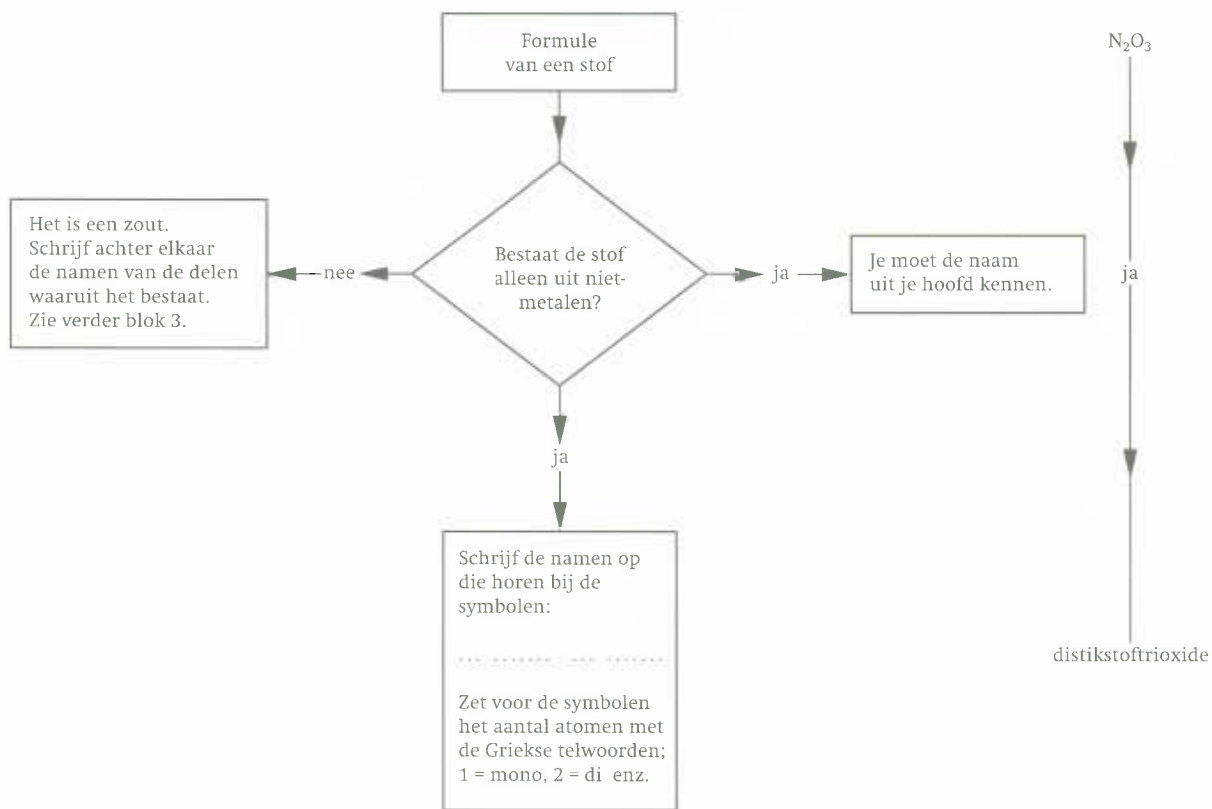 Formule
van een stof
N₂O₃
Het is een zout.
Schrijf achter elkaar
de namen van de delen
waaruit het bestaat.
Zie verder blok 3.
nee
Bestaat de stof
alleen uit niet-
metalen?
ja
Je moet de naam
uit je hoofd kennen.
ja
ja
Schrijf de namen op
die horen bij de
symbolen:
... ....... ... .......
Zet voor de symbolen
het aantal atomen met
de Griekse telwoorden;
1 = mono, 2 = di enz.
distikstoftrioxide